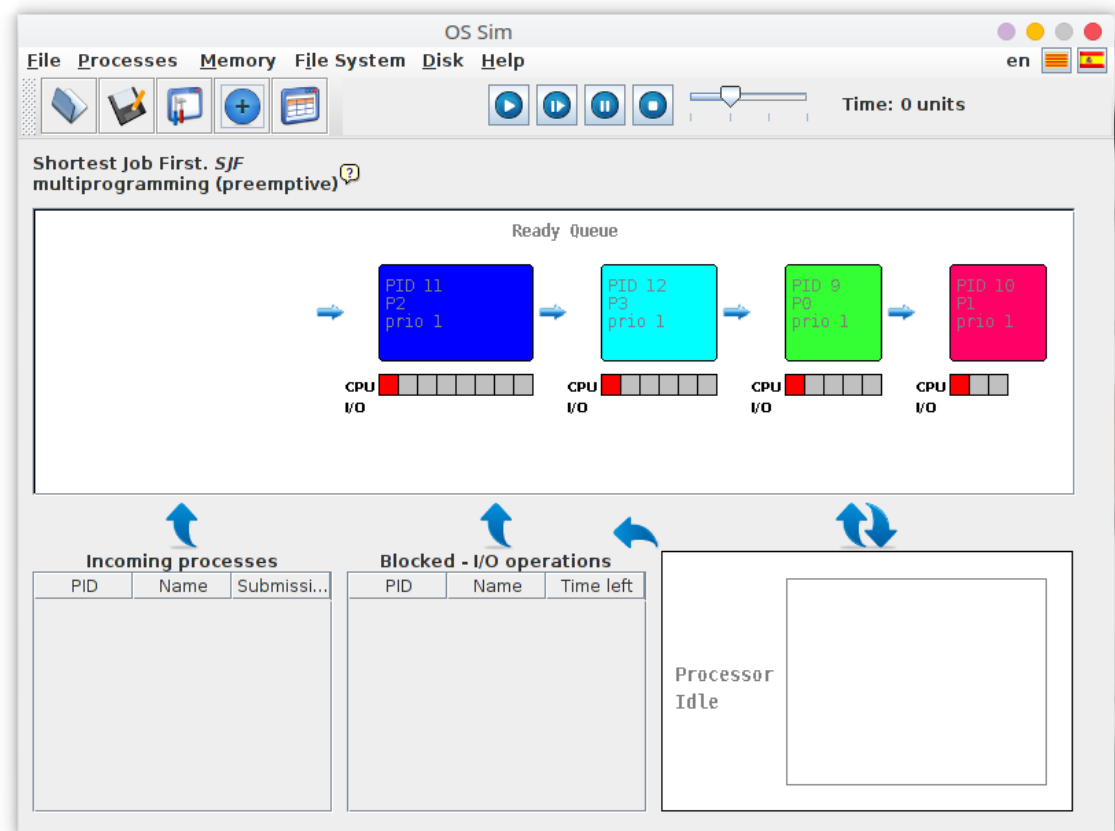 OS Sim
File Processes Memory File System Disk Help
en
Time: 0 units
Shortest Job First. SJF
multiprogramming (preemptive)
?
Ready Queue
PID 11
P2
prio 1
CPU
I/O
PID 12
P3
prio 1
CPU
I/O
PID 9
P0
prio 1
CPU
I/O
PID 10
P1
prio 1
CPU
I/O
Incoming processes
PID Name Submissi...
Blocked - I/O operations
PID Name Time left
Processor
Idle